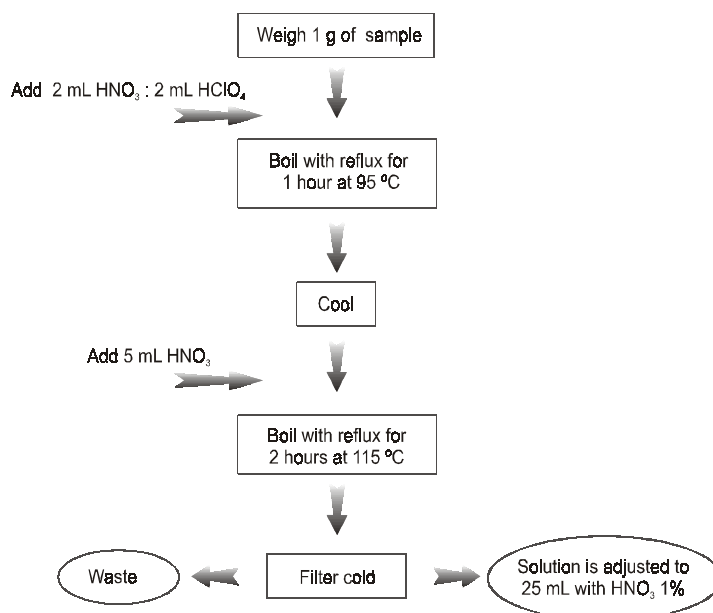 Weigh 1 g of sample
Add 2 mL HNO₃ : 2 mL HClO₄
Boil with reflux for
1 hour at 95 ºC
Cool
Add 5 mL HNO₃
Boil with reflux for
2 hours at 115 ºC
Waste
Filter cold
Solution is adjusted to
25 mL with HNO₃ 1%